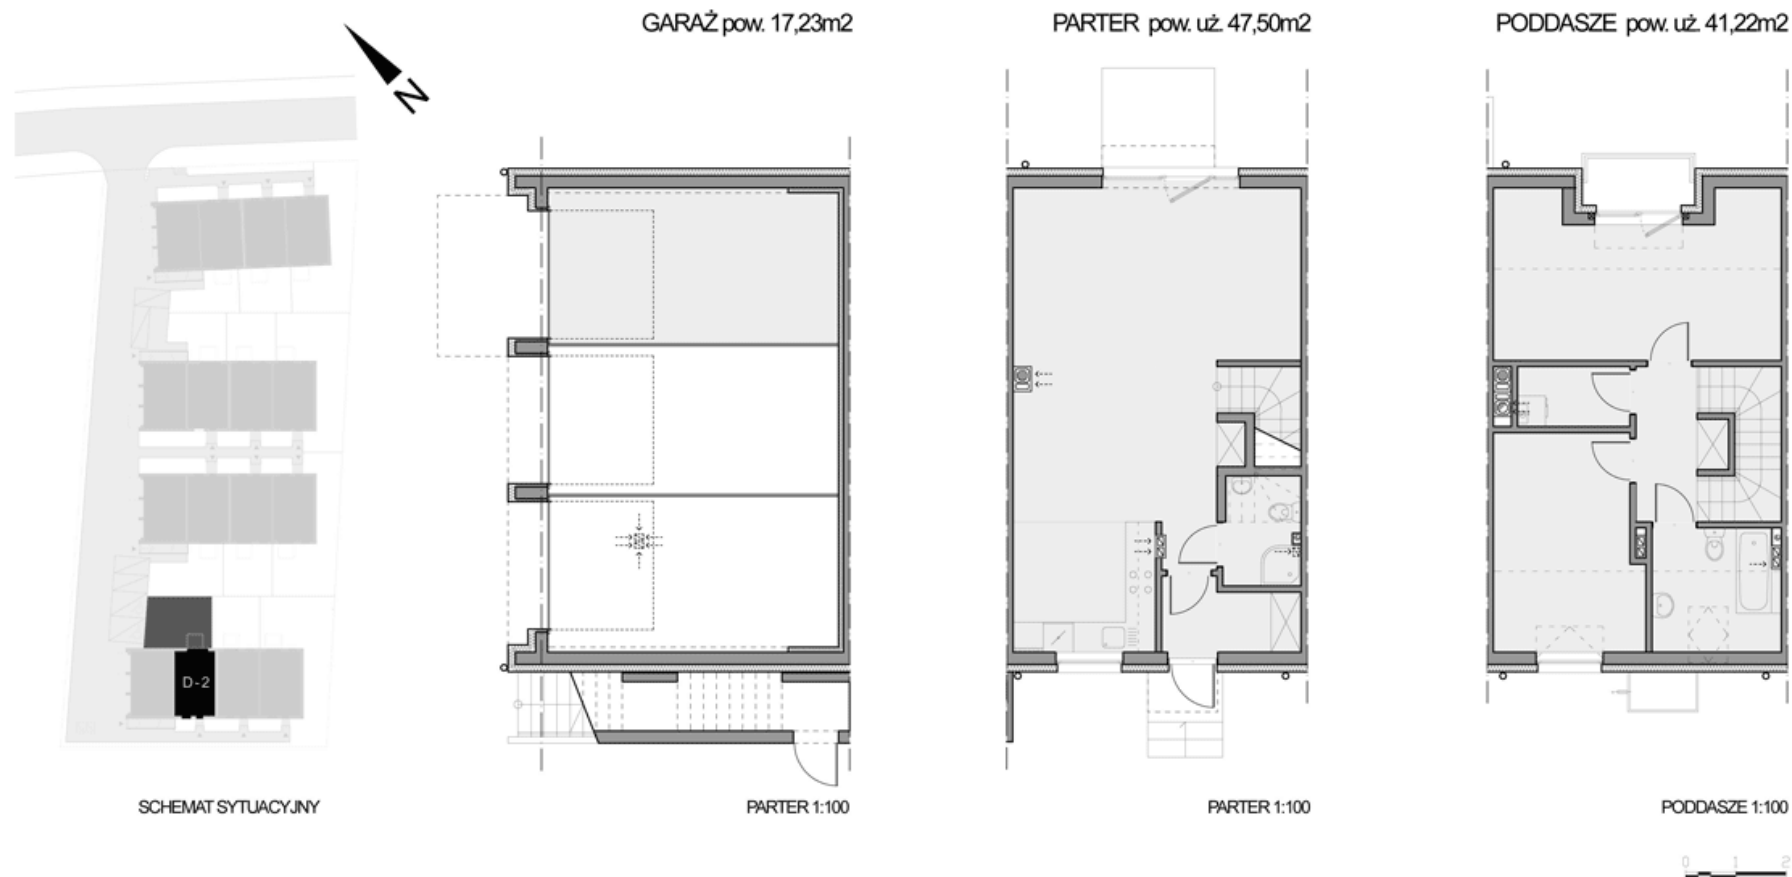 GARAŻ pow. 17,23m2
PARTER pow. uż. 47,50m2
PODDASZE pow. uż. 41,22m2
N
D-2
SCHEMAT SYTUACYJNY
PARTER 1:100
PARTER 1:100
PODDASZE 1:100
0 1 2